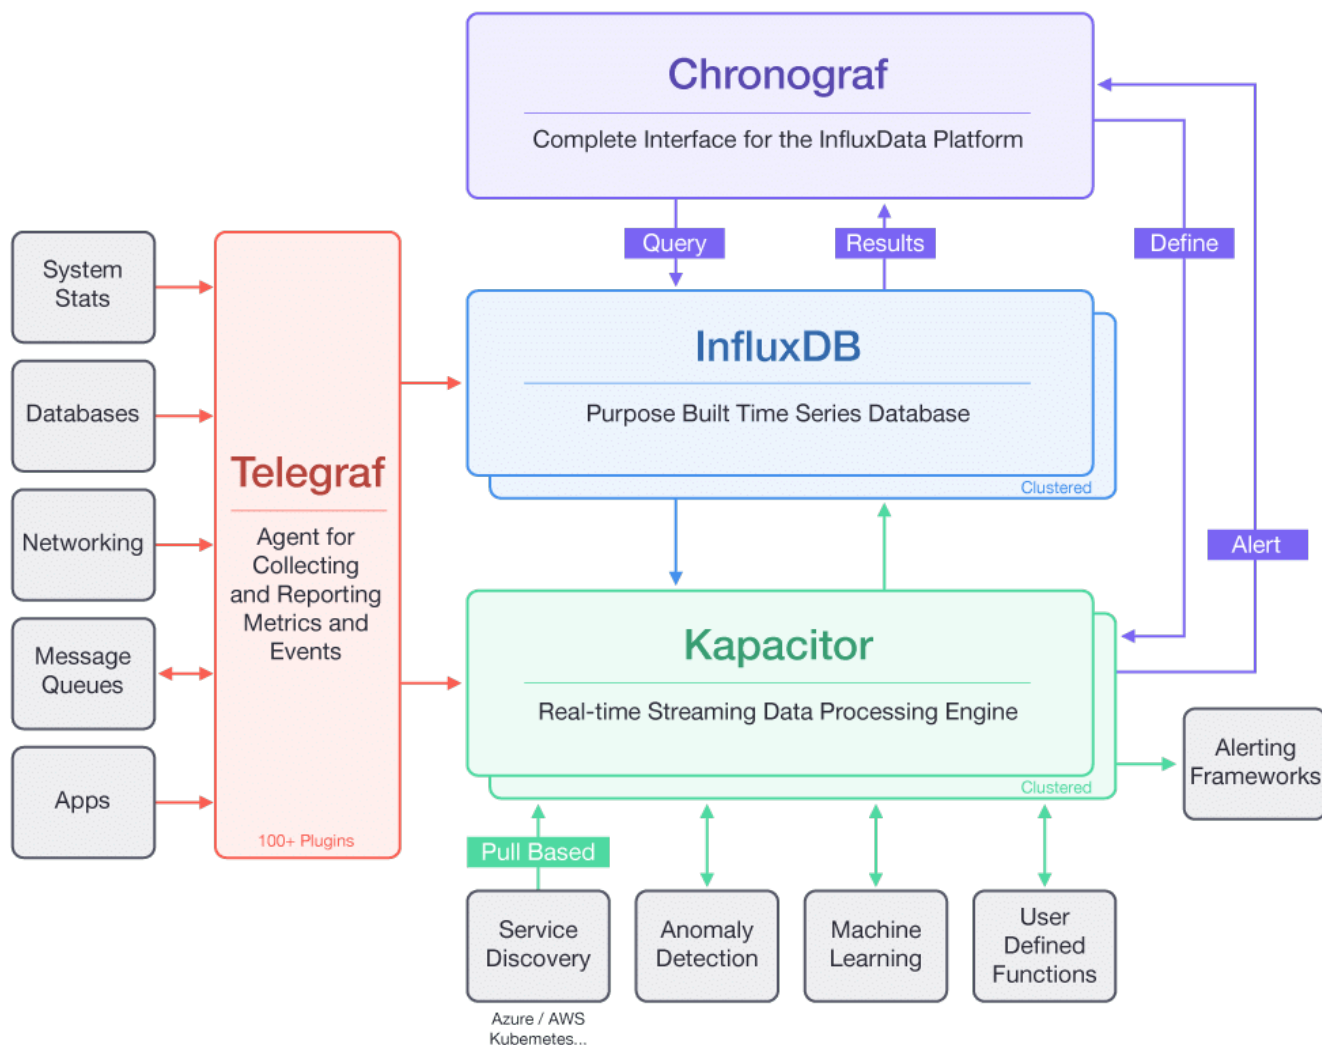 Chronograf
Complete Interface for the InfluxData Platform
Query
Results
Define
System
Stats
Databases
Networking
Message
Queues
Apps
Telegraf
Agent for
Collecting
and Reporting
Metrics and
Events
100+ Plugins
InfluxDB
Purpose Built Time Series Database
Clustered
Alert
Kapacitor
Real-time Streaming Data Processing Engine
Clustered
Alerting
Frameworks
Pull Based
Service
Discovery
Azure / AWS
Kubemetes...
Anomaly
Detection
Machine
Learning
User
Defined
Functions